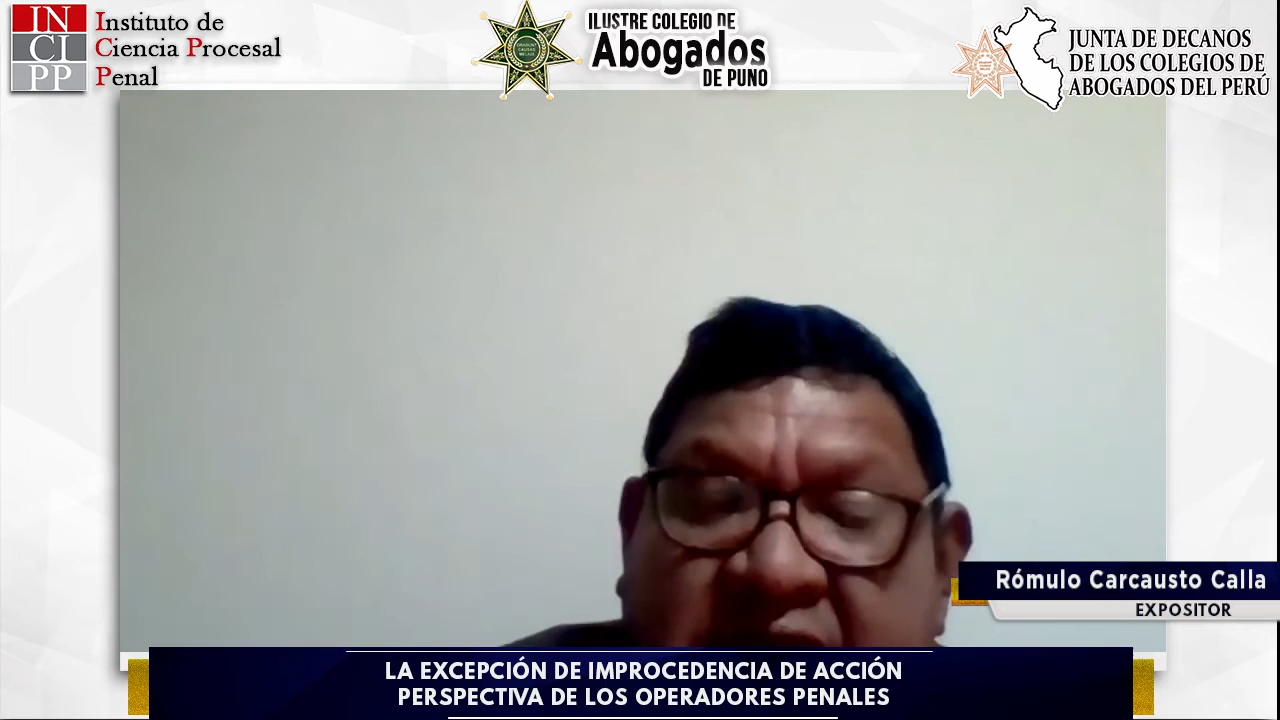 IN
CI
PP
Instituto de
Ciencia Procesal
Penal
ILUSTRE COLEGIO DE
Abogados
DE PUNO
JUNTA DE DECANOS
DE LOS COLEGIOS DE
ABOGADOS DEL PERÚ
Rómulo Carcausto Calla
EXPOSITOR
LA EXCEPCIÓN DE IMPROCEDENCIA DE ACCIÓN
PERSPECTIVA DE LOS OPERADORES PENALES